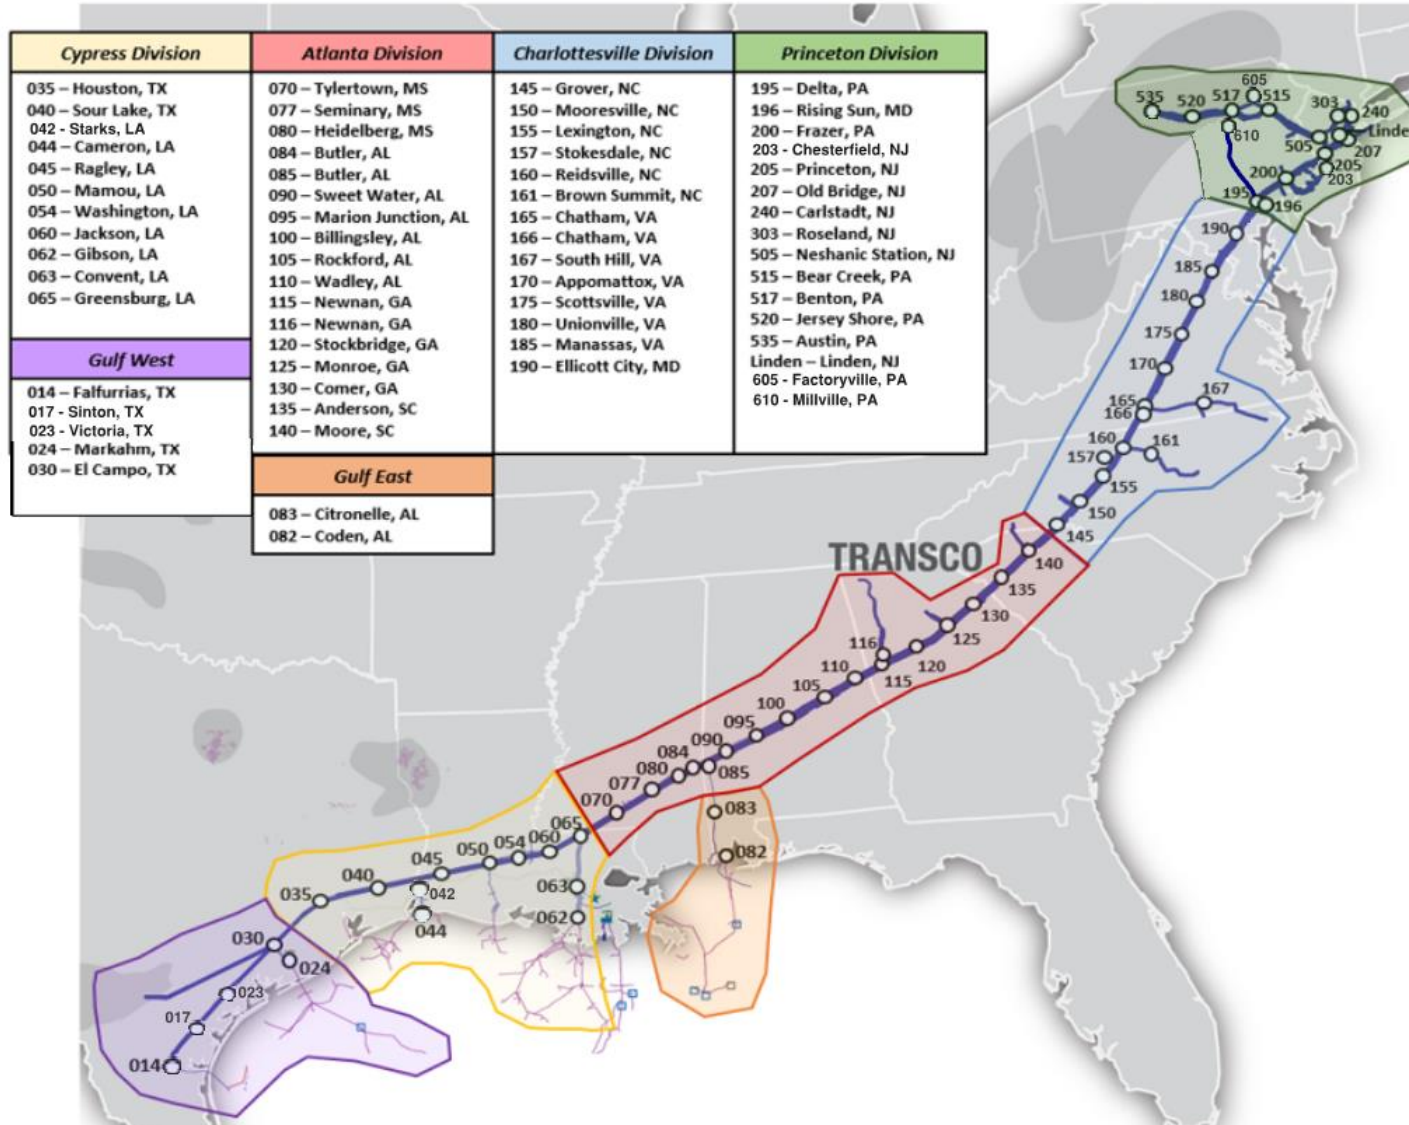 Cypress Division
035 – Houston, TX
040 – Sour Lake, TX
042 - Starks, LA
044 – Cameron, LA
045 – Ragley, LA
050 – Mamou, LA
054 – Washington, LA
060 – Jackson, LA
062 – Gibson, LA
063 – Convent, LA
065 – Greensburg, LA
Gulf West
014 – Falfurrias, TX
017 - Sinton, TX
023 - Victoria, TX
024 – Markahm, TX
030 – El Campo, TX
Atlanta Division
070 – Tylertown, MS
077 – Seminary, MS
080 – Heidelberg, MS
084 – Butler, AL
085 – Butler, AL
090 – Sweet Water, AL
095 – Marion Junction, AL
100 – Billingsley, AL
105 – Rockford, AL
110 – Wadley, AL
115 – Newnan, GA
116 – Newnan, GA
120 – Stockbridge, GA
125 – Monroe, GA
130 – Comer, GA
135 – Anderson, SC
140 – Moore, SC
Gulf East
083 – Citronelle, AL
082 – Coden, AL
Charlottesville Division
145 – Grover, NC
150 – Mooresville, NC
155 – Lexington, NC
157 – Stokesdale, NC
160 – Reidsville, NC
161 – Brown Summit, NC
165 – Chatham, VA
166 – Chatham, VA
167 – South Hill, VA
170 – Appomattox, VA
175 – Scottsville, VA
180 – Unionville, VA
185 – Manassas, VA
190 – Ellicott City, MD
Princeton Division
195 – Delta, PA
196 – Rising Sun, MD
200 – Frazer, PA
203 - Chesterfield, NJ
205 – Princeton, NJ
207 – Old Bridge, NJ
240 – Carlstadt, NJ
303 – Roseland, NJ
505 – Neshanic Station, NJ
515 – Bear Creek, PA
517 – Benton, PA
520 – Jersey Shore, PA
535 – Austin, PA
Linden – Linden, NJ
605 - Factoryville, PA
610 - Millville, PA
605
535
520
517
515
303
240
610
Linde
505
207
205
200
203
195
196
190
185
180
175
170
165
167
166
160
161
157
155
150
145
TRANSCO
140
135
130
125
116
120
110
115
105
100
095
090
084
085
080
077
070
083
065
060
054
050
082
045
040
063
042
035
062
044
030
024
023
017
014